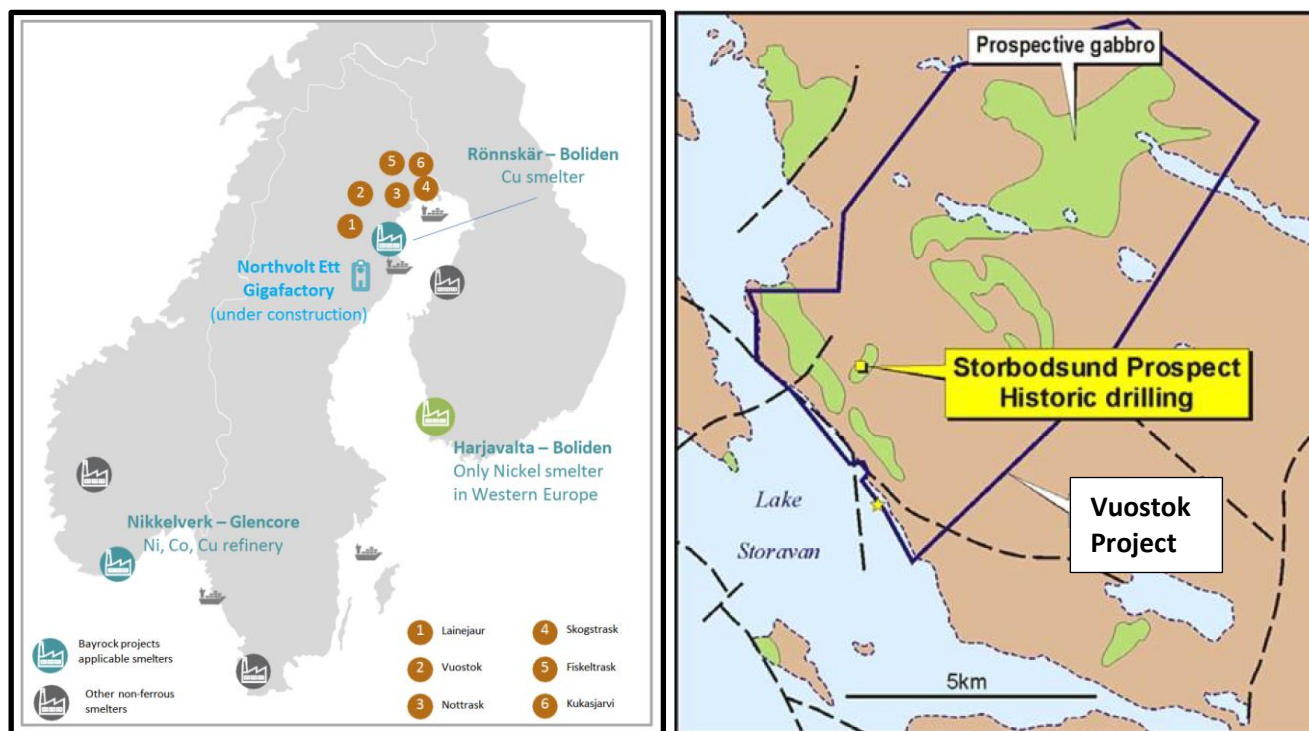 Rönnskär – Boliden
Cu smelter
5
6
2
3
4
1
Northvolt Ett
Gigafactory
(under construction)
Harjavalta – Boliden
Only Nickel smelter
in Western Europe
Nikkelverk – Glencore
Ni, Co, Cu refinery
Bayrock projects
applicable smelters
Other non-ferrous
smelters
1 Lainejaur
2 Vuostok
3 Nottrask
4 Skogstrask
5 Fiskeltrask
6 Kukasjarvi
Prospective gabbro
Storbodsund Prospect
Historic drilling
Lake
Storavan
Vuostok
Project
5km